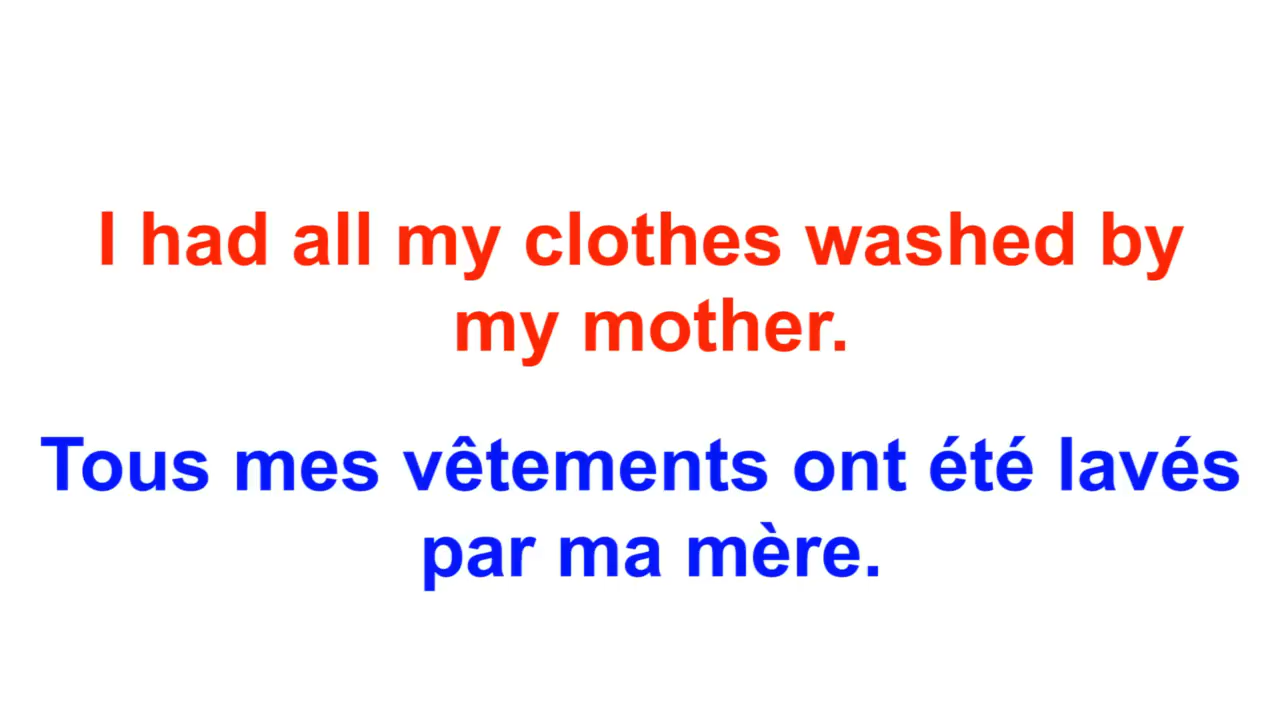 I had all my clothes washed by
my mother.
Tous mes vêtements ont été lavés
par ma mère.